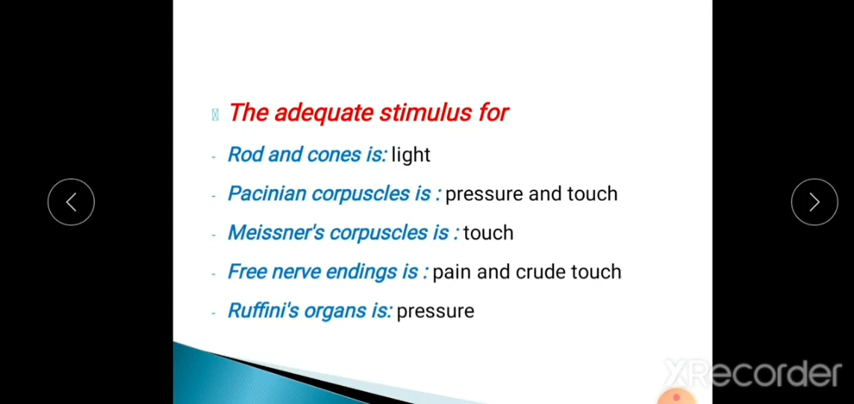 The adequate stimulus for
- Rod and cones is: light
- Pacinian corpuscles is : pressure and touch
- Meissner's corpuscles is : touch
- Free nerve endings is : pain and crude touch
- Ruffini's organs is: pressure
XRecorder